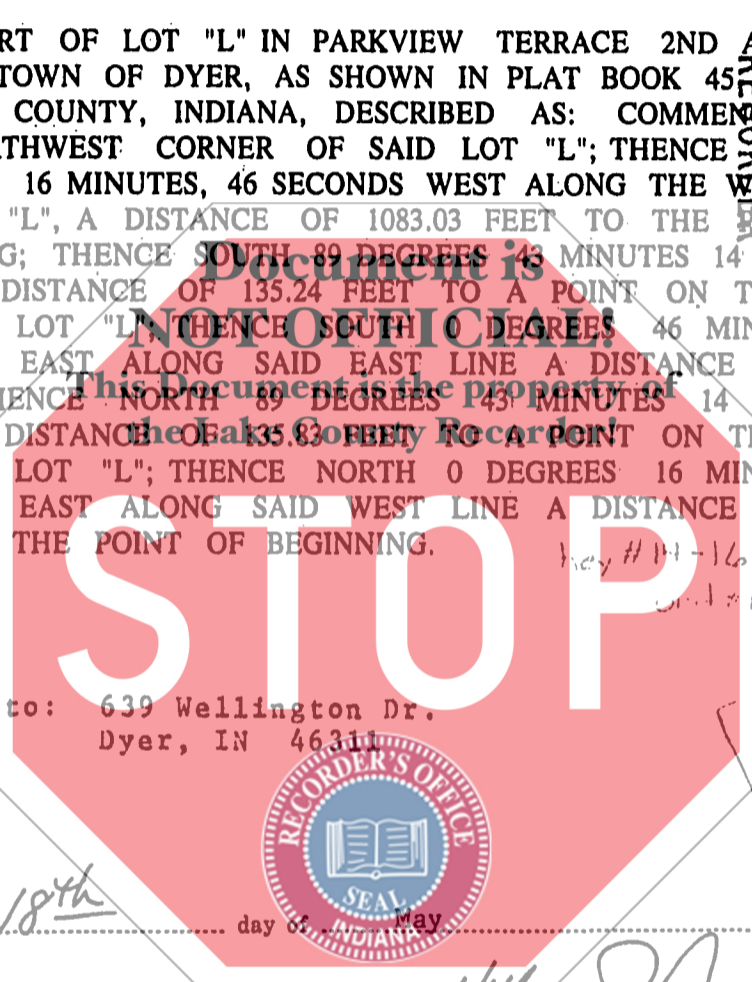 RT OF LOT "L" IN PARKVIEW TERRACE 2ND A
TOWN OF DYER, AS SHOWN IN PLAT BOOK 45
COUNTY, INDIANA, DESCRIBED AS: COMMEN
THWEST CORNER OF SAID LOT "L"; THENCE
16 MINUTES, 46 SECONDS WEST ALONG THE W
"L", A DISTANCE OF 1083.03 FEET TO THE
G; THENCE SOUTH 89 DEGREES 43 MINUTES 14
Document is
DISTANCE OF 135.24 FEET TO A POINT ON T
NOT OFFICIAL!
LOT "L"; THENCE SOUTH 0 DEGREES 46 MIN
EAST ALONG SAID EAST LINE A DISTANCE
This Document is the property of
IENCE NORTH 89 DEGREES 43 MINUTES 14
the Lake County Recorder!
DISTANCE OF 135.83 FEET TO A POINT ON TH
LOT "L"; THENCE NORTH 0 DEGREES 16 MIN
EAST ALONG SAID WEST LINE A DISTANCE
THE POINT OF BEGINNING.
Key # 14-16
STOP
to: 639 Wellington Dr.
Dyer, IN 46311
RECORDER'S OFFICE
SEAL
INDIANA
18th day of May